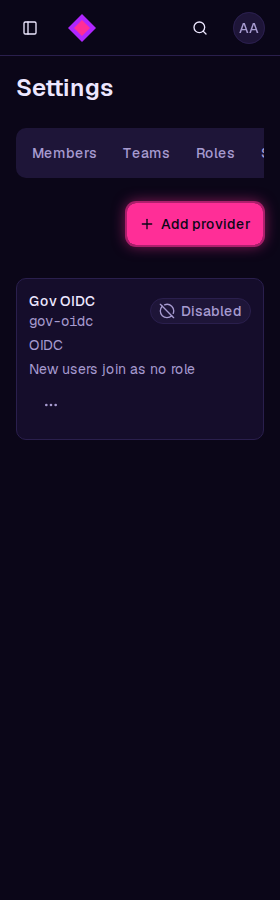 AA
Settings
Members Teams Roles
Add provider
Gov OIDC
gov-oidc
Disabled
OIDC
New users join as no role